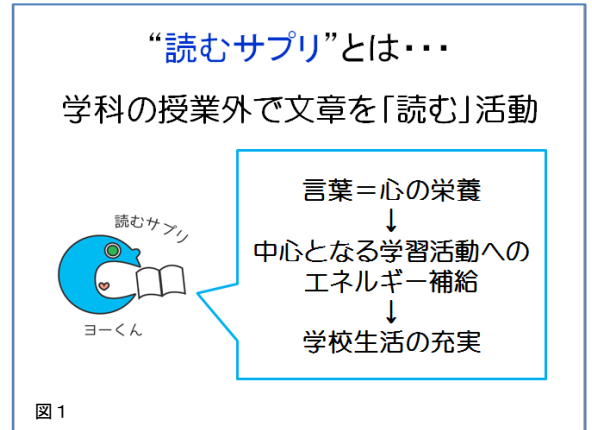 “読むサプリ”とは・・・
学科の授業外で文章を「読む」活動
言葉＝心の栄養
↓
中心となる学習活動への
エネルギー補給
↓
学校生活の充実
読むサプリ
ヨーくん
図1